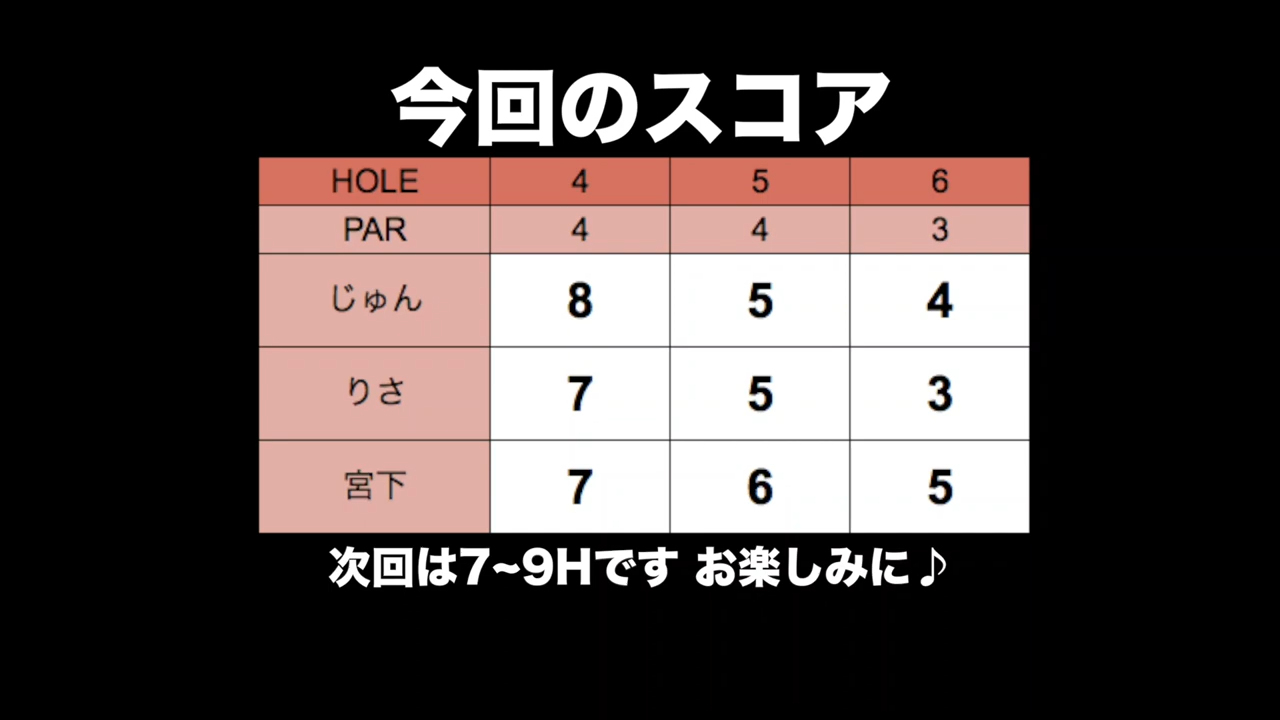 今回のスコア
HOLE 4 5 6
PAR 4 4 3
じゅん 8 5 4
りさ 7 5 3
宮下 7 6 5
次回は7~9Hです お楽しみに♪